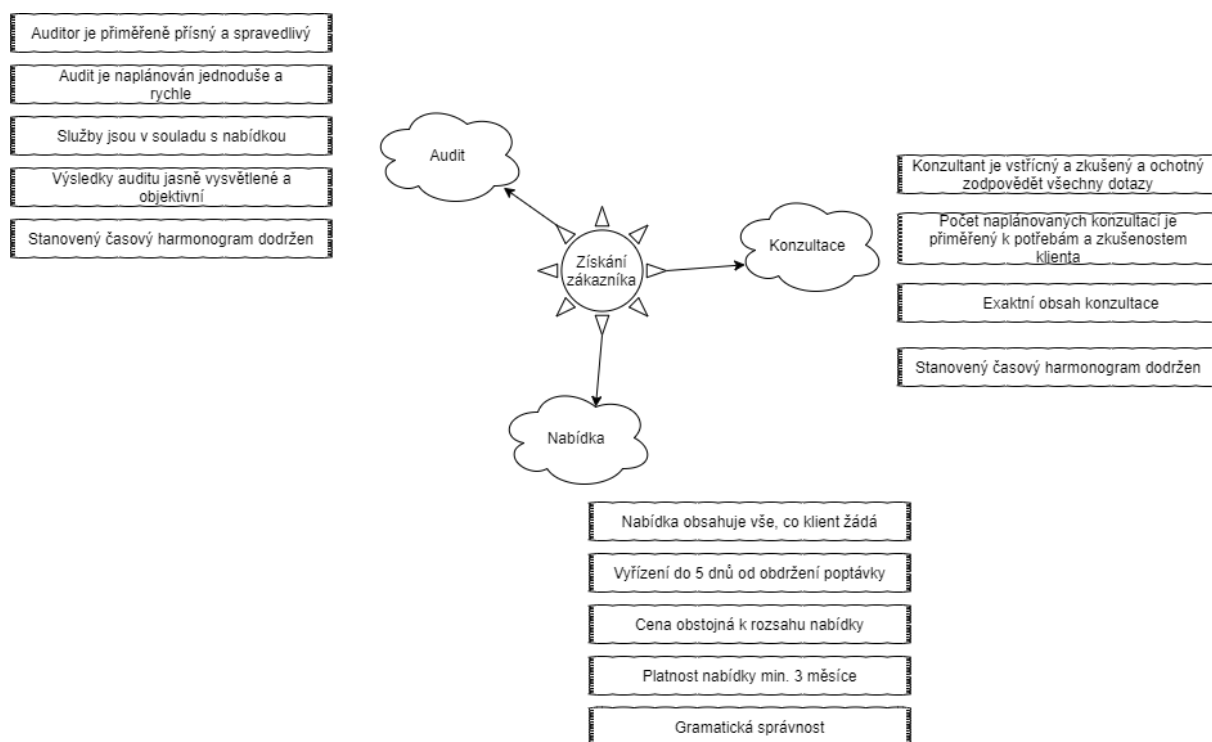 Auditor je přiměřeně přísný a spravedlivý
Audit je naplánován jednoduše a
rychle
Služby jsou v souladu s nabídkou
Výsledky auditu jasně vysvětlené a
objektivní
Stanovený časový harmonogram dodržen
Audit
Získání
zákazníka
Konzultace
Konzultant je vstřícný a zkušený a ochotný
zodpovědět všechny dotazy
Počet naplánovaných konzultací je
přiměřený k potřebám a zkušenostem
klienta
Exaktní obsah konzultace
Stanovený časový harmonogram dodržen
Nabídka
Nabídka obsahuje vše, co klient žádá
Vyřízení do 5 dnů od obdržení poptávky
Cena obstojná k rozsahu nabídky
Platnost nabídky min. 3 měsíce
Gramatická správnost